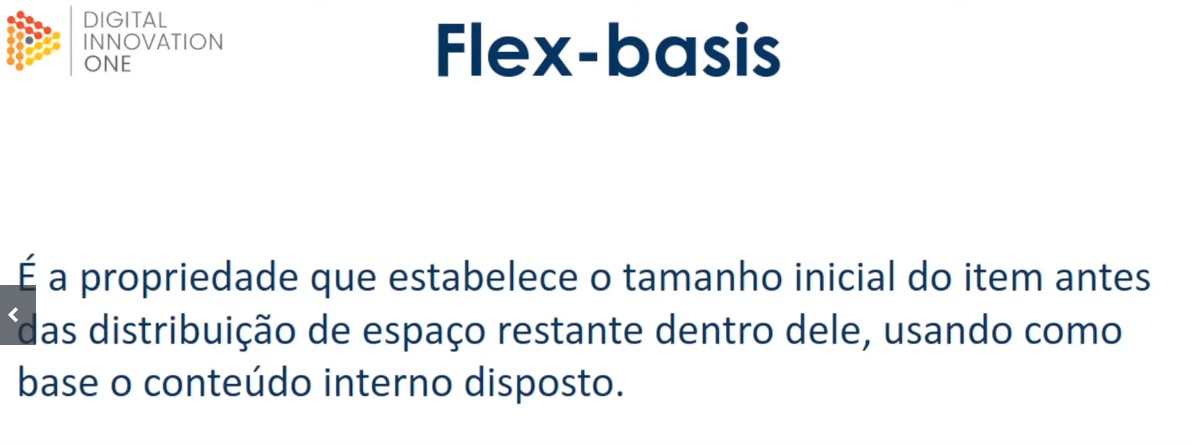 DIGITAL
INNOVATION
ONE
Flex-basis
É a propriedade que estabelece o tamanho inicial do item antes
das distribuição de espaço restante dentro dele, usando como
base o conteúdo interno disposto.